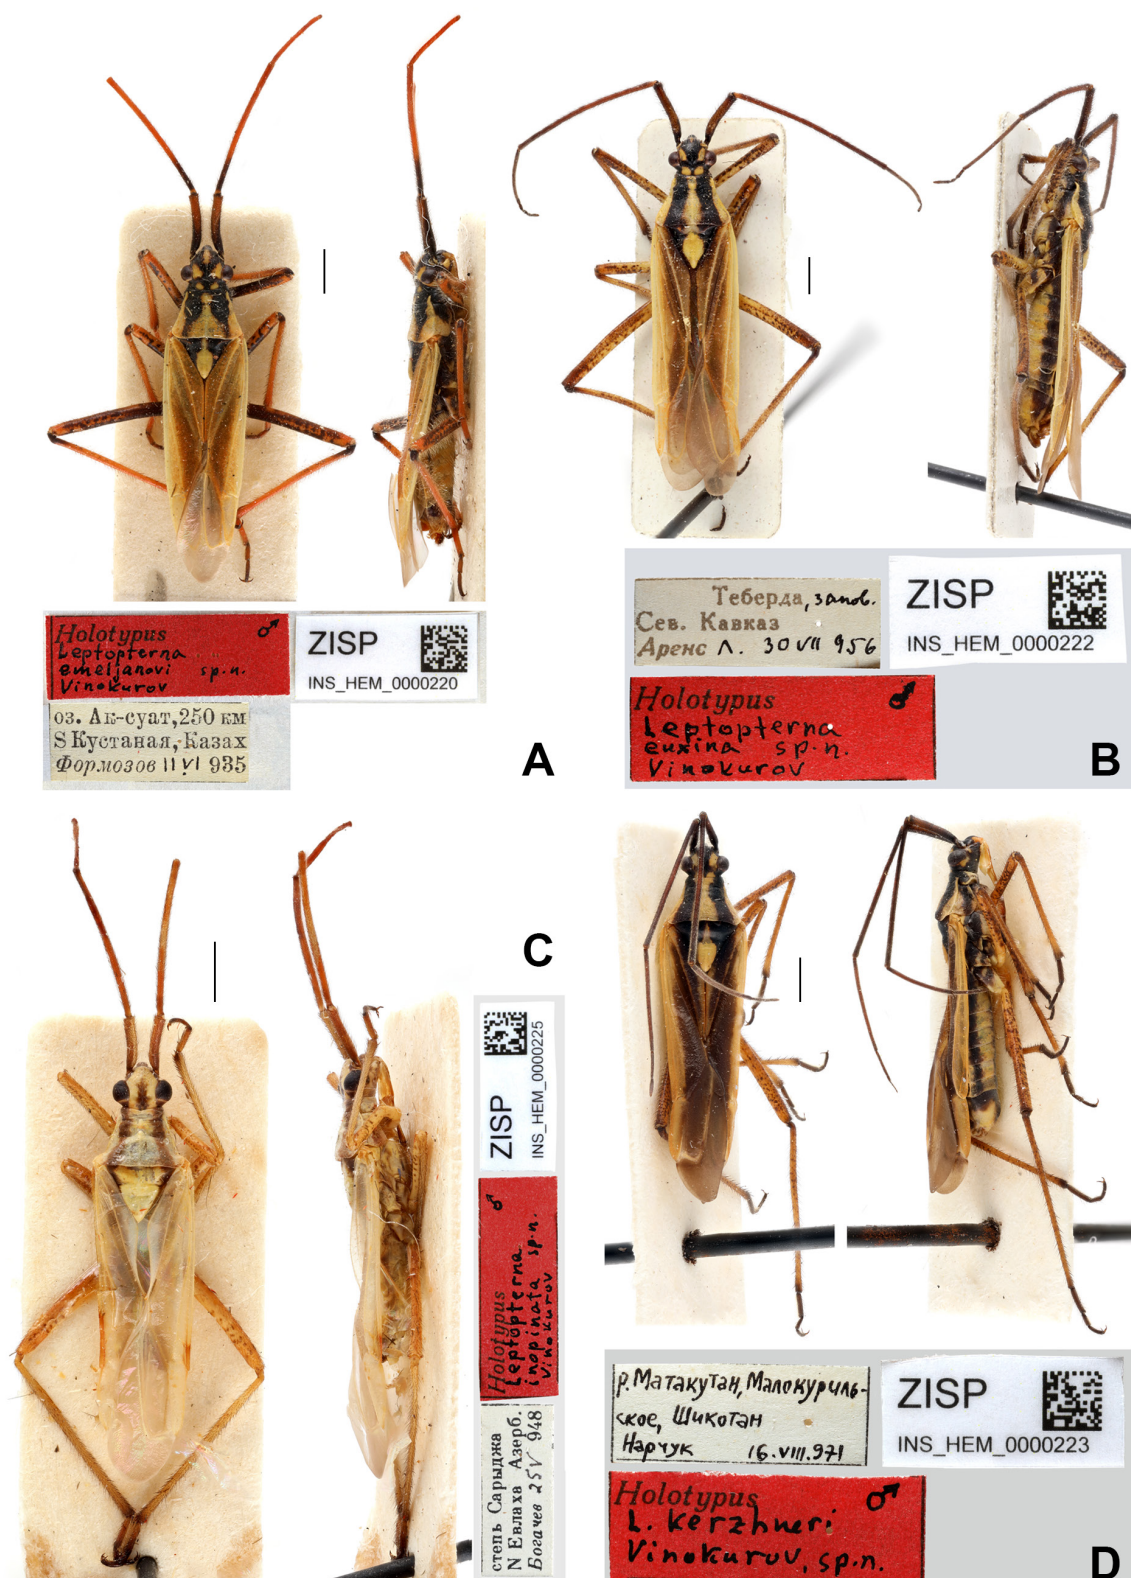 Holotypus ♂
Leptopterna
emeljanovi sp.n.
Vinokurov
ZISP
INS_HEM_0000220
оз. Ак-суат, 250 км
S Кустаная, Казах
Формозов 11 VI 935
A
Теберда, запов.
Сев. Кавказ
Аренс Л. 30 VII 956
ZISP
INS_HEM_0000222
Holotypus ♂
Leptopterna
euxina sp.n.
Vinokurov
B
C
ZISP
INS_HEM_0000225
Holotypus ♂
Leptopterna
inopinata sp.n.
Vinokurov
степь Сарыджа
N Евлаха Азерб.
Богачев 25 V 948
р. Матакутан, Малокуриль-
ское, Шикотан
Нарчук 16.VIII.971
ZISP
INS_HEM_0000223
Holotypus ♂
L. kerzhneri
Vinokurov, sp.n.
D